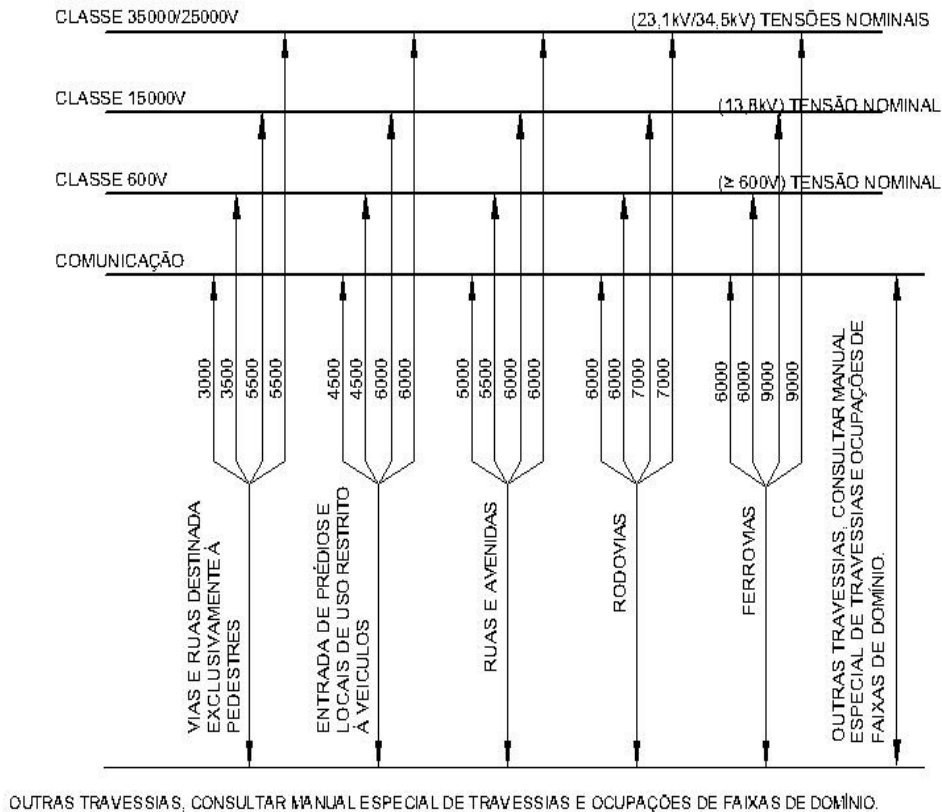 CLASSE 35000/25000V
(23,1kV/34,5kV) TENSÕES NOMINAIS
CLASSE 15000V
(13,8kV) TENSÃO NOMINAL
CLASSE 600V
(≥ 600V) TENSÃO NOMINAL
COMUNICAÇÃO
3000
3500
5500
5500
4500
4500
6000
6000
5000
5500
6000
6000
6000
6000
7000
7000
6000
6000
9000
9000
VIAS E RUAS DESTINADA
EXCLUSIVAMENTE À
PEDESTRES
ENTRADA DE PRÉDIOS E
LOCAIS DE USO RESTRITO
À VEICULOS
RUAS E AVENIDAS
RODOVIAS
FERROVIAS
OUTRAS TRAVESSIAS, CONSULTAR MANUAL
ESPECIAL DE TRAVESSIAS E OCUPAÇÕES DE
FAIXAS DE DOMÍNIO.
OUTRAS TRAVESSIAS, CONSULTAR MANUAL ESPECIAL DE TRAVESSIAS E OCUPAÇÕES DE FAIXAS DE DOMÍNIO.